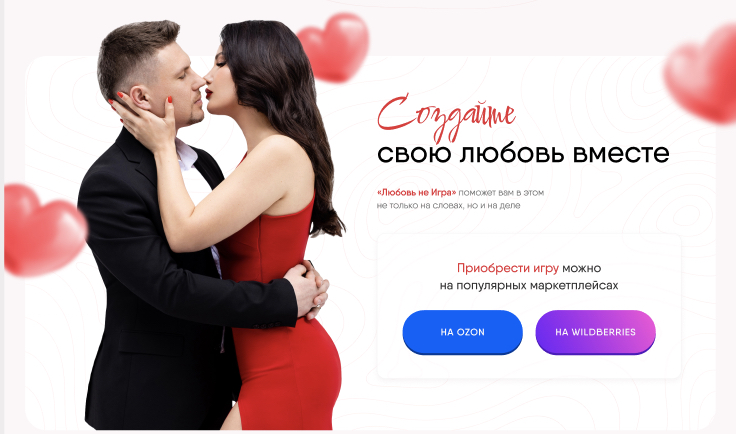 Создайте
свою любовь вместе
«Любовь не Игра» поможет вам в этом
не только на словах, но и на деле
Приобрести игру можно
на популярных маркетплейсах
НА OZON
НА WILDBERRIES